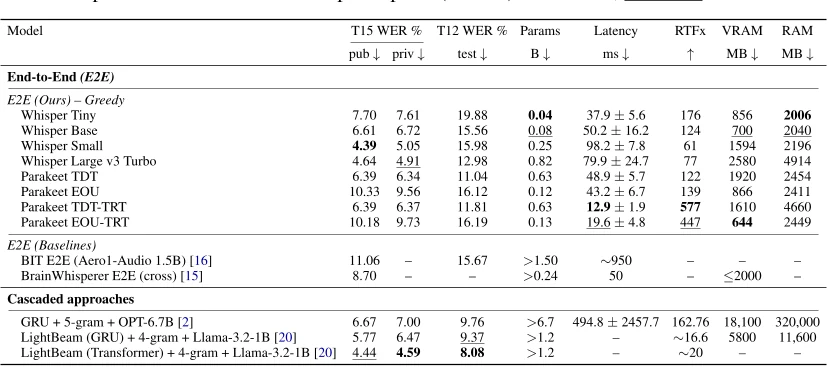 Model T15 WER % T12 WER % Params Latency RTFx VRAM RAM
pub ↓ priv ↓ test ↓ B ↓ ms ↓ ↑ MB ↓ MB ↓
End-to-End (E2E)
E2E (Ours) – Greedy
Whisper Tiny 7.70 7.61 19.88 0.04 37.9 ± 5.6 176 856 2006
Whisper Base 6.61 6.72 15.56 0.08 50.2 ± 16.2 124 700 2040
Whisper Small 4.39 5.05 15.98 0.25 98.2 ± 7.8 61 1594 2196
Whisper Large v3 Turbo 4.64 4.91 12.98 0.82 79.9 ± 24.7 77 2580 4914
Parakeet TDT 6.39 6.34 11.04 0.63 48.9 ± 5.7 122 1920 2454
Parakeet EOU 10.33 9.56 16.12 0.12 43.2 ± 6.7 139 866 2411
Parakeet TDT-TRT 6.39 6.37 11.81 0.63 12.9 ± 1.9 577 1610 4660
Parakeet EOU-TRT 10.18 9.73 16.19 0.13 19.6 ± 4.8 447 644 2449
E2E (Baselines)
BIT E2E (Aero1-Audio 1.5B) [16] 11.06 – 15.67 >1.50 ∼950 – – –
BrainWhisperer E2E (cross) [15] 8.70 – – >0.24 50 – ≤2000 –
Cascaded approaches
GRU + 5-gram + OPT-6.7B [2] 6.67 7.00 9.76 >6.7 494.8 ± 2457.7 162.76 18,100 320,000
LightBeam (GRU) + 4-gram + Llama-3.2-1B [20] 5.77 6.47 9.37 >1.2 – ∼16.6 5800 11,600
LightBeam (Transformer) + 4-gram + Llama-3.2-1B [20] 4.44 4.59 8.08 >1.2 – ∼20 – –